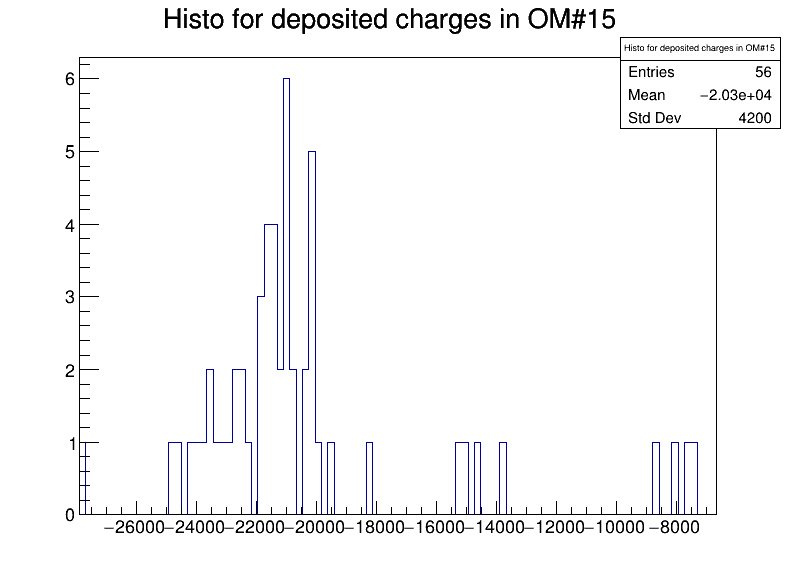 Histo for deposited charges in OM#15
Histo for deposited charges in OM#15
Entries 56
Mean −2.03e+04
Std Dev 4200
6
5
4
3
2
1
0
−26000 −24000 −22000 −20000 −18000 −16000 −14000 −12000 −10000 −8000